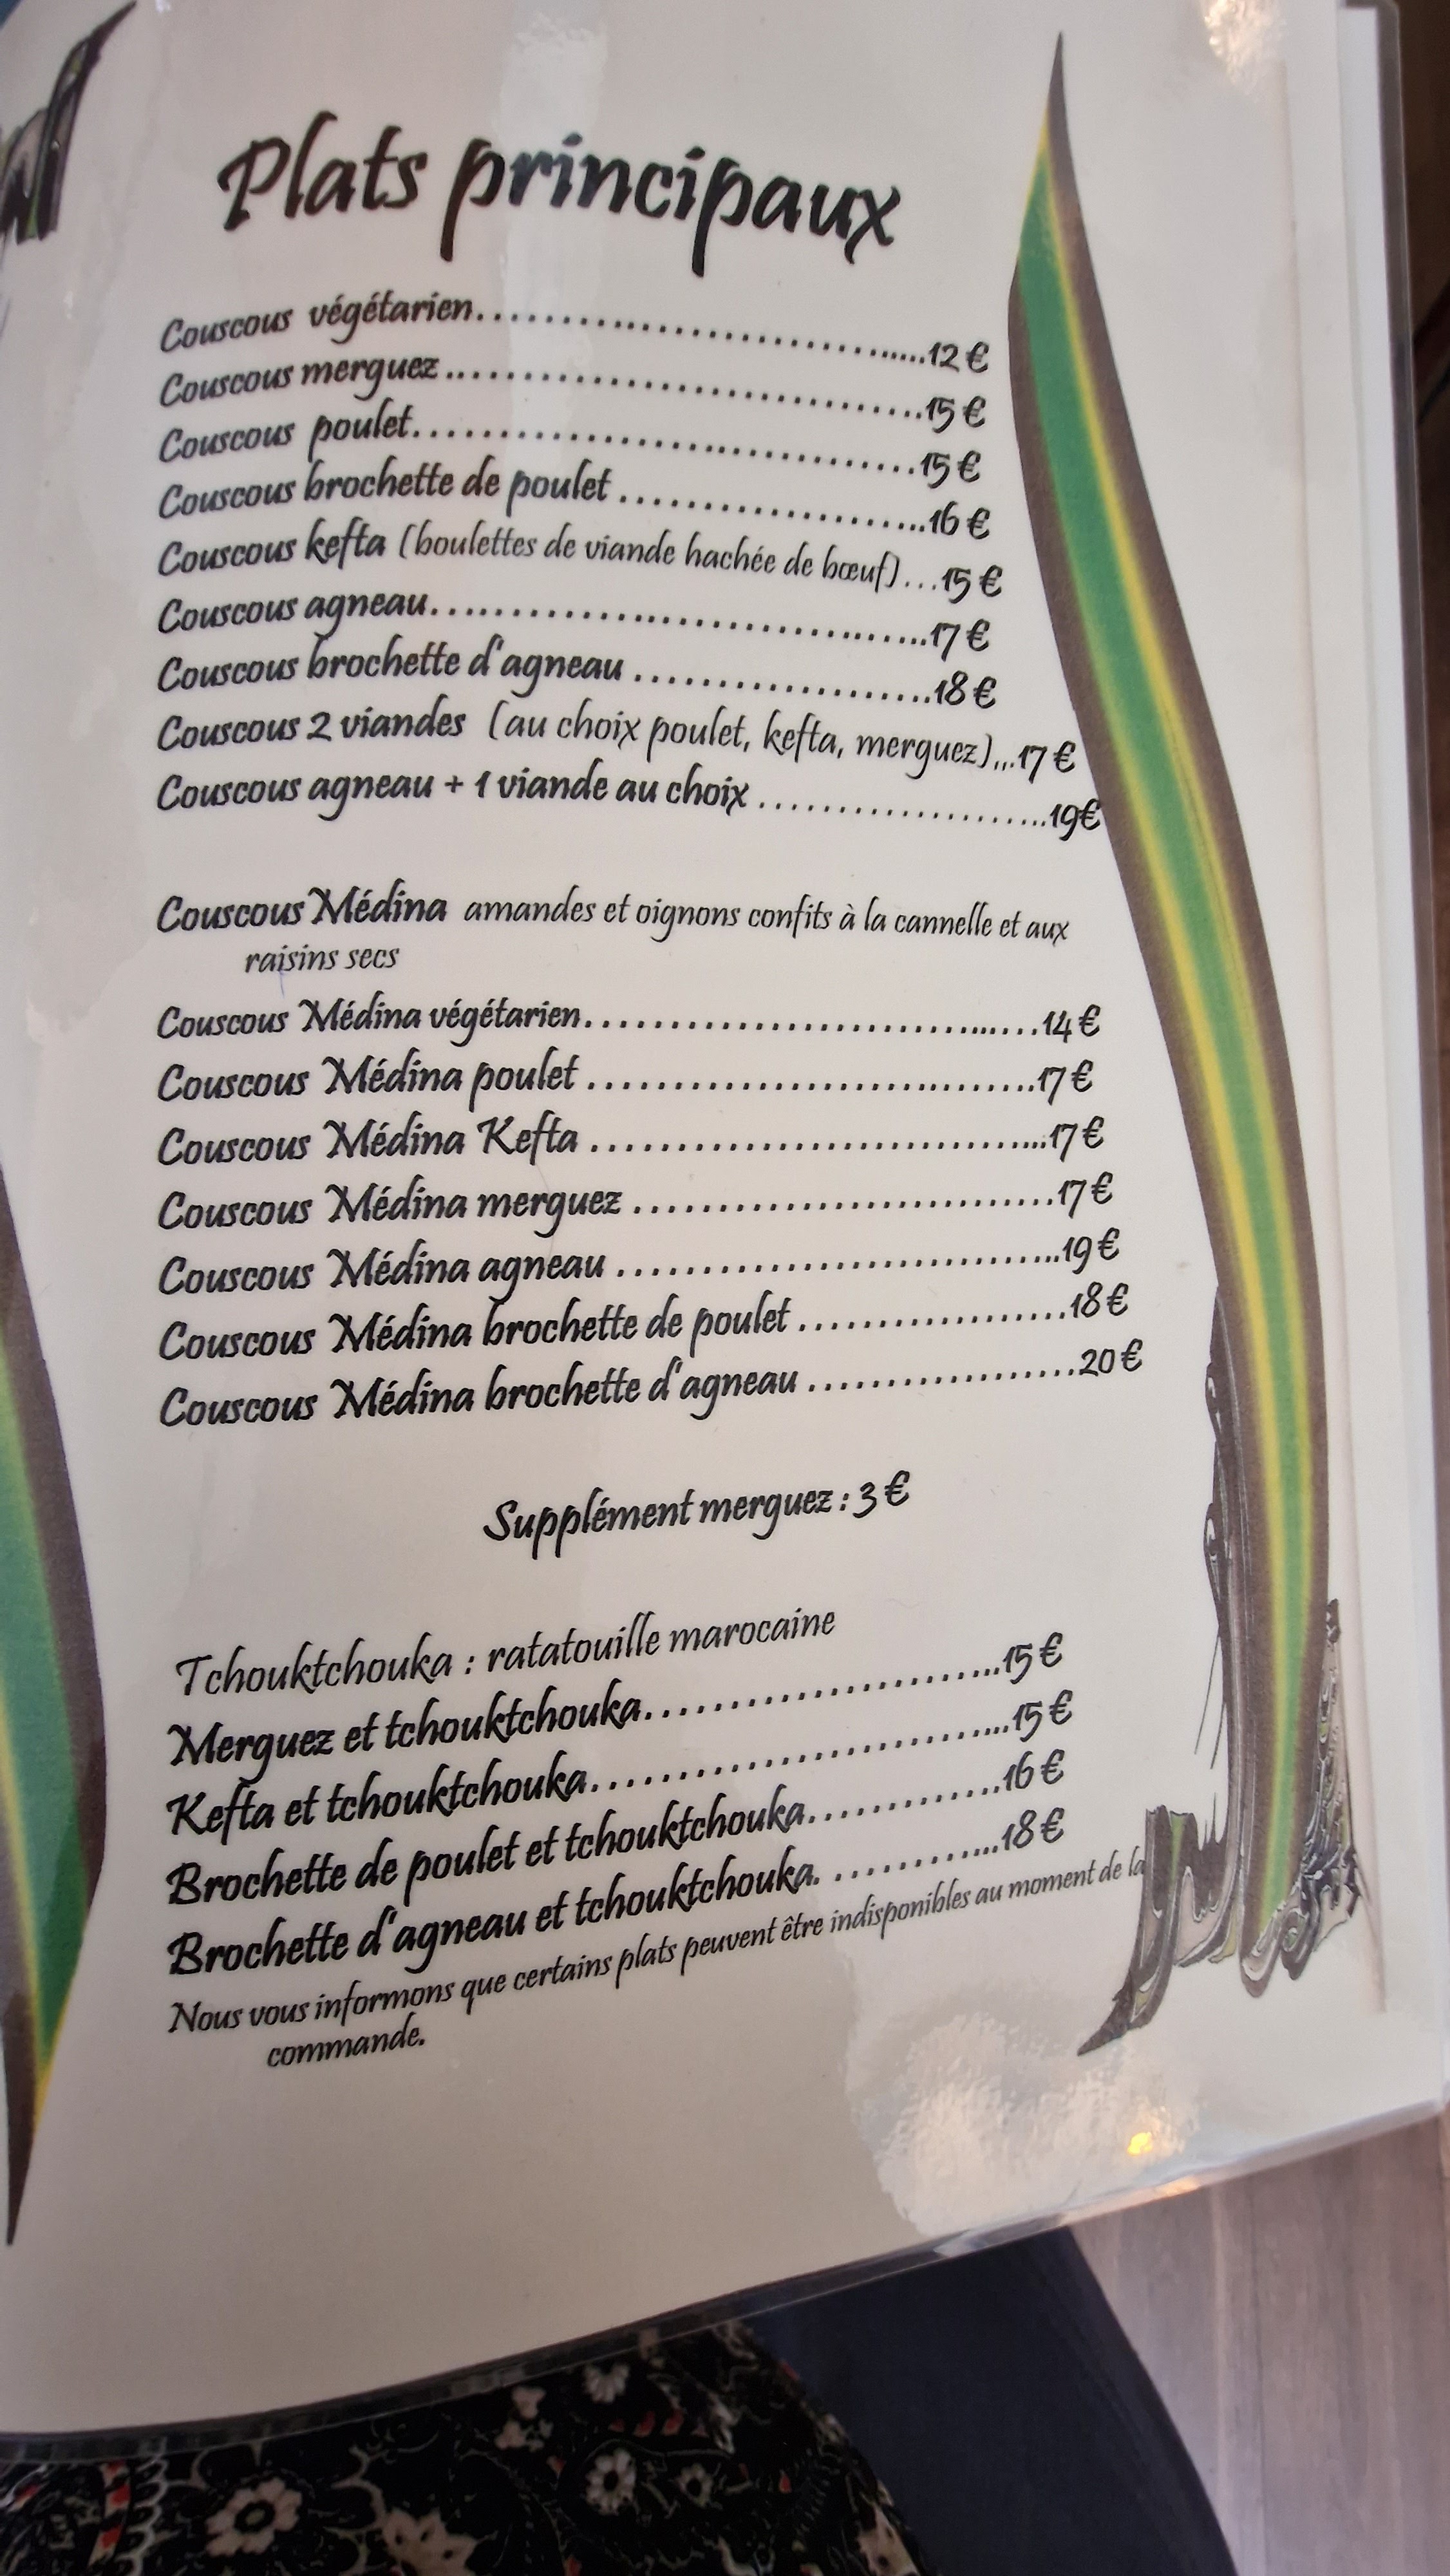 Plats principaux
Couscous végétarien....................................12 €
Couscous merguez....................................15 €
Couscous poulet....................................15 €
Couscous brochette de poulet ......................16 €
Couscous kefta (boulettes de viande hachée de bœuf)...15 €
Couscous agneau....................................17 €
Couscous brochette d'agneau ......................18 €
Couscous 2 viandes (au choix poulet, kefta, merguez)...17 €
Couscous agneau + 1 viande au choix ......................19€
Couscous Médina amandes et oignons confits à la cannelle et aux
raisins secs
Couscous Médina végétarien..............................14 €
Couscous Médina poulet ..............................17 €
Couscous Médina Kefta ..............................17 €
Couscous Médina merguez ..............................17 €
Couscous Médina agneau ..............................19 €
Couscous Médina brochette de poulet ....................18 €
Couscous Médina brochette d'agneau ....................20 €
Supplément merguez : 3 €
Tchouktchouka : ratatouille marocaine
Merguez et tchouktchouka.........................15 €
Kefta et tchouktchouka..............................15 €
Brochette de poulet et tchouktchouka..............16 €
Brochette d'agneau et tchouktchouka. .............18 €
Nous vous informons que certains plats peuvent être indisponibles au moment de la
commande.